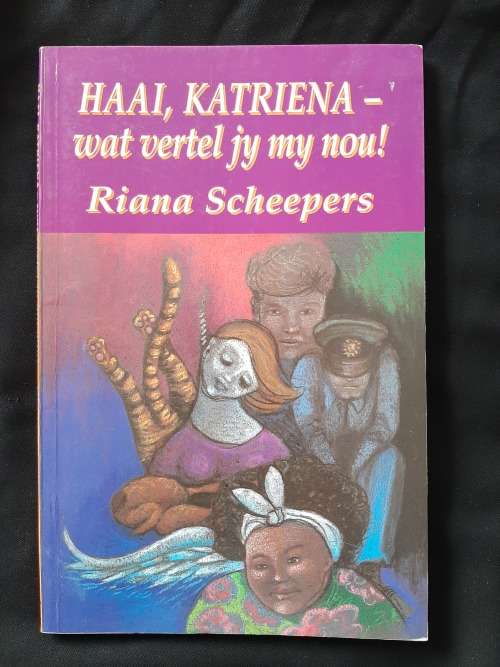 HAAI, KATRIENA –
wat vertel jy my nou!
Riana Scheepers